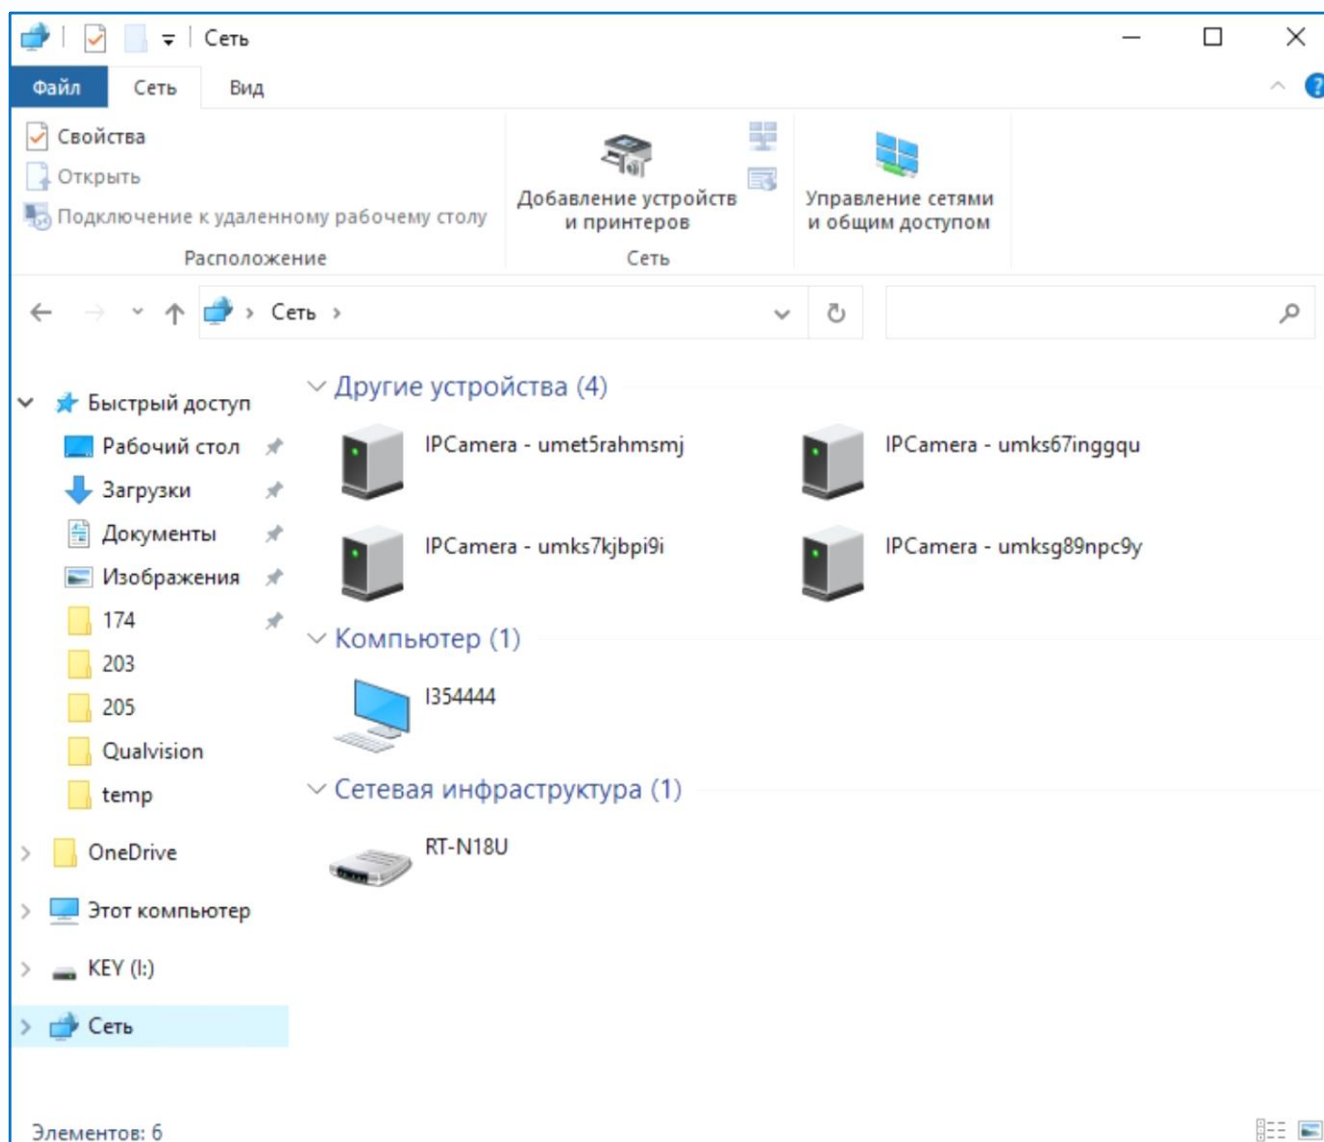 Сеть
Файл Сеть Вид
Свойства
Открыть
Подключение к удаленному рабочему столу
Расположение
Добавление устройств
и принтеров
Сеть
Управление сетями
и общим доступом
Сеть
Быстрый доступ
Рабочий стол
Загрузки
Документы
Изображения
174
203
205
Qualvision
temp
OneDrive
Этот компьютер
KEY (I:)
Сеть
Другие устройства (4)
IPCamera - umet5rahmsmj
IPCamera - umks67inggqu
IPCamera - umks7kjbpi9i
IPCamera - umksg89npc9y
Компьютер (1)
I354444
Сетевая инфраструктура (1)
RT-N18U
Элементов: 6